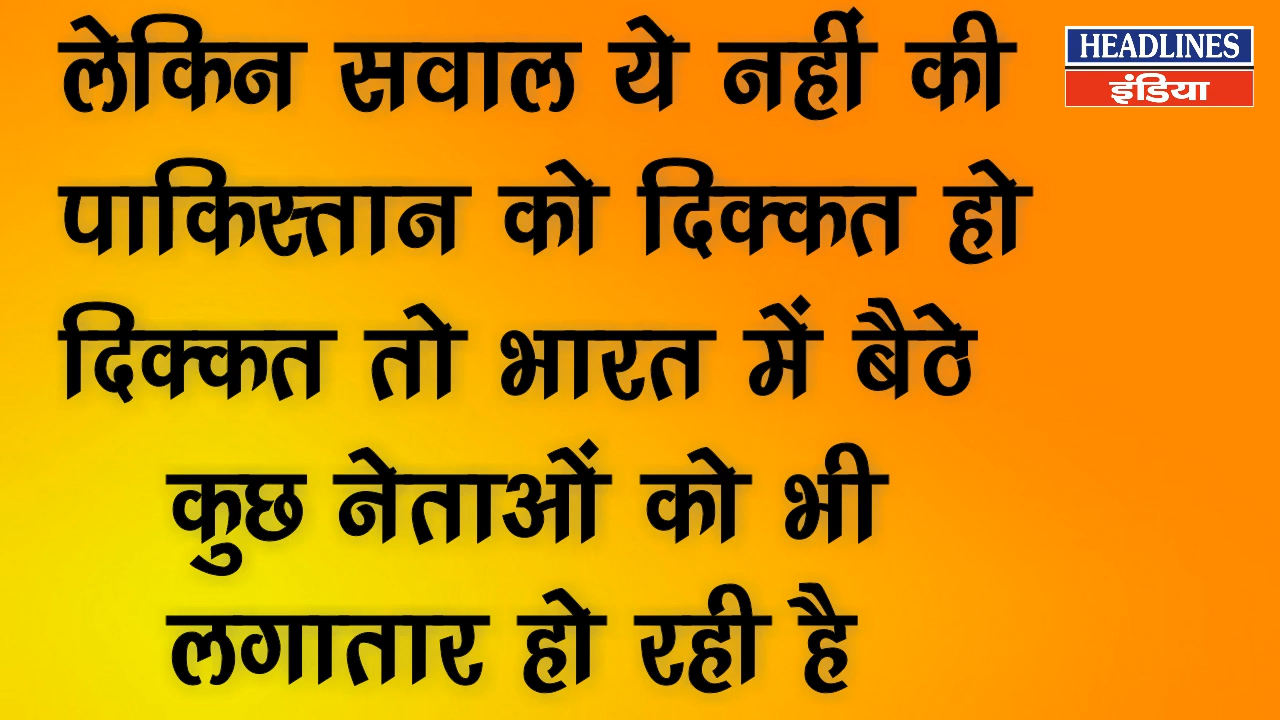 लेकिन सवाल ये नहीं की
HEADLINES
इंडिया
पाकिस्तान को दिक्कत हो
दिक्कत तो भारत में बैठे
कुछ नेताओं को भी
लगातार हो रही है